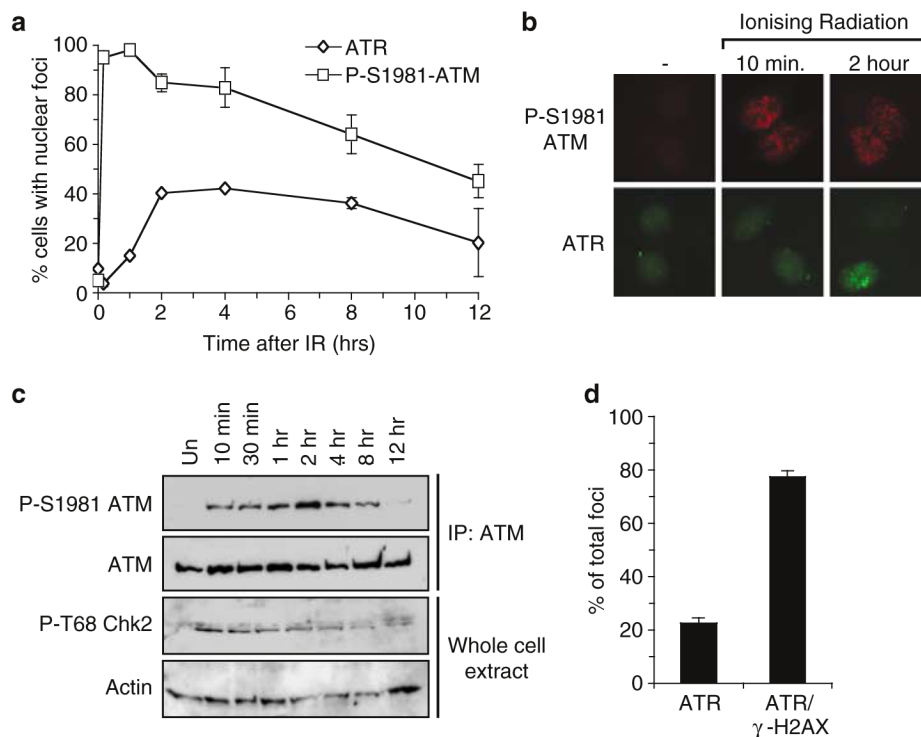 a
ATR
P-S1981-ATM
% cells with nuclear foci
100
80
60
40
20
0
0 2 4 6 8 10 12
Time after IR (hrs)
b
Ionising Radiation
- 10 min. 2 hour
P-S1981
ATM
ATR
c
Un 10 min 30 min 1 hr 2 hr 4 hr 8 hr 12 hr
P-S1981 ATM
ATM
IP: ATM
P-T68 Chk2
Actin
Whole cell
extract
d
% of total foci
100
80
60
40
20
0
ATR ATR/
γ-H2AX